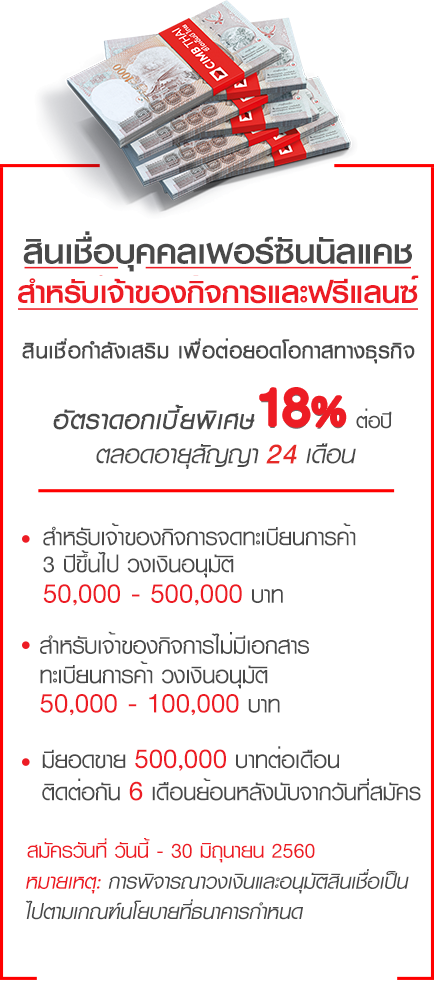 CIMB THAI
ซีไอเอ็มบี ไทย
1000
สินเชื่อบุคคลเพอร์ซันนัลแคช
สำหรับเจ้าของกิจการและฟรีแลนซ์
สินเชื่อกำลังเสริม เพื่อต่อยอดโอกาสทางธุรกิจ
อัตราดอกเบี้ยพิเศษ 18% ต่อปี
ตลอดอายุสัญญา 24 เดือน
• สำหรับเจ้าของกิจการจดทะเบียนการค้า
3 ปีขึ้นไป วงเงินอนุมัติ
50,000 - 500,000 บาท
• สำหรับเจ้าของกิจการไม่มีเอกสาร
ทะเบียนการค้า วงเงินอนุมัติ
50,000 - 100,000 บาท
• มียอดขาย 500,000 บาทต่อเดือน
ติดต่อกัน 6 เดือนย้อนหลังนับจากวันที่สมัคร
สมัครวันที่ วันนี้ - 30 มิถุนายน 2560
หมายเหตุ: การพิจารณาวงเงินและอนุมัติสินเชื่อเป็น
ไปตามเกณฑ์นโยบายที่ธนาคารกำหนด